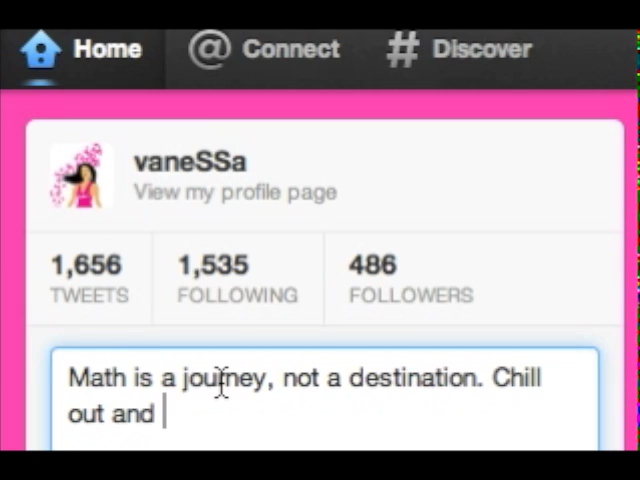 Home @ Connect # Discover
vaneSSa
View my profile page
1,656 1,535 486
TWEETS FOLLOWING FOLLOWERS
Math is a journey, not a destination. Chill
out and